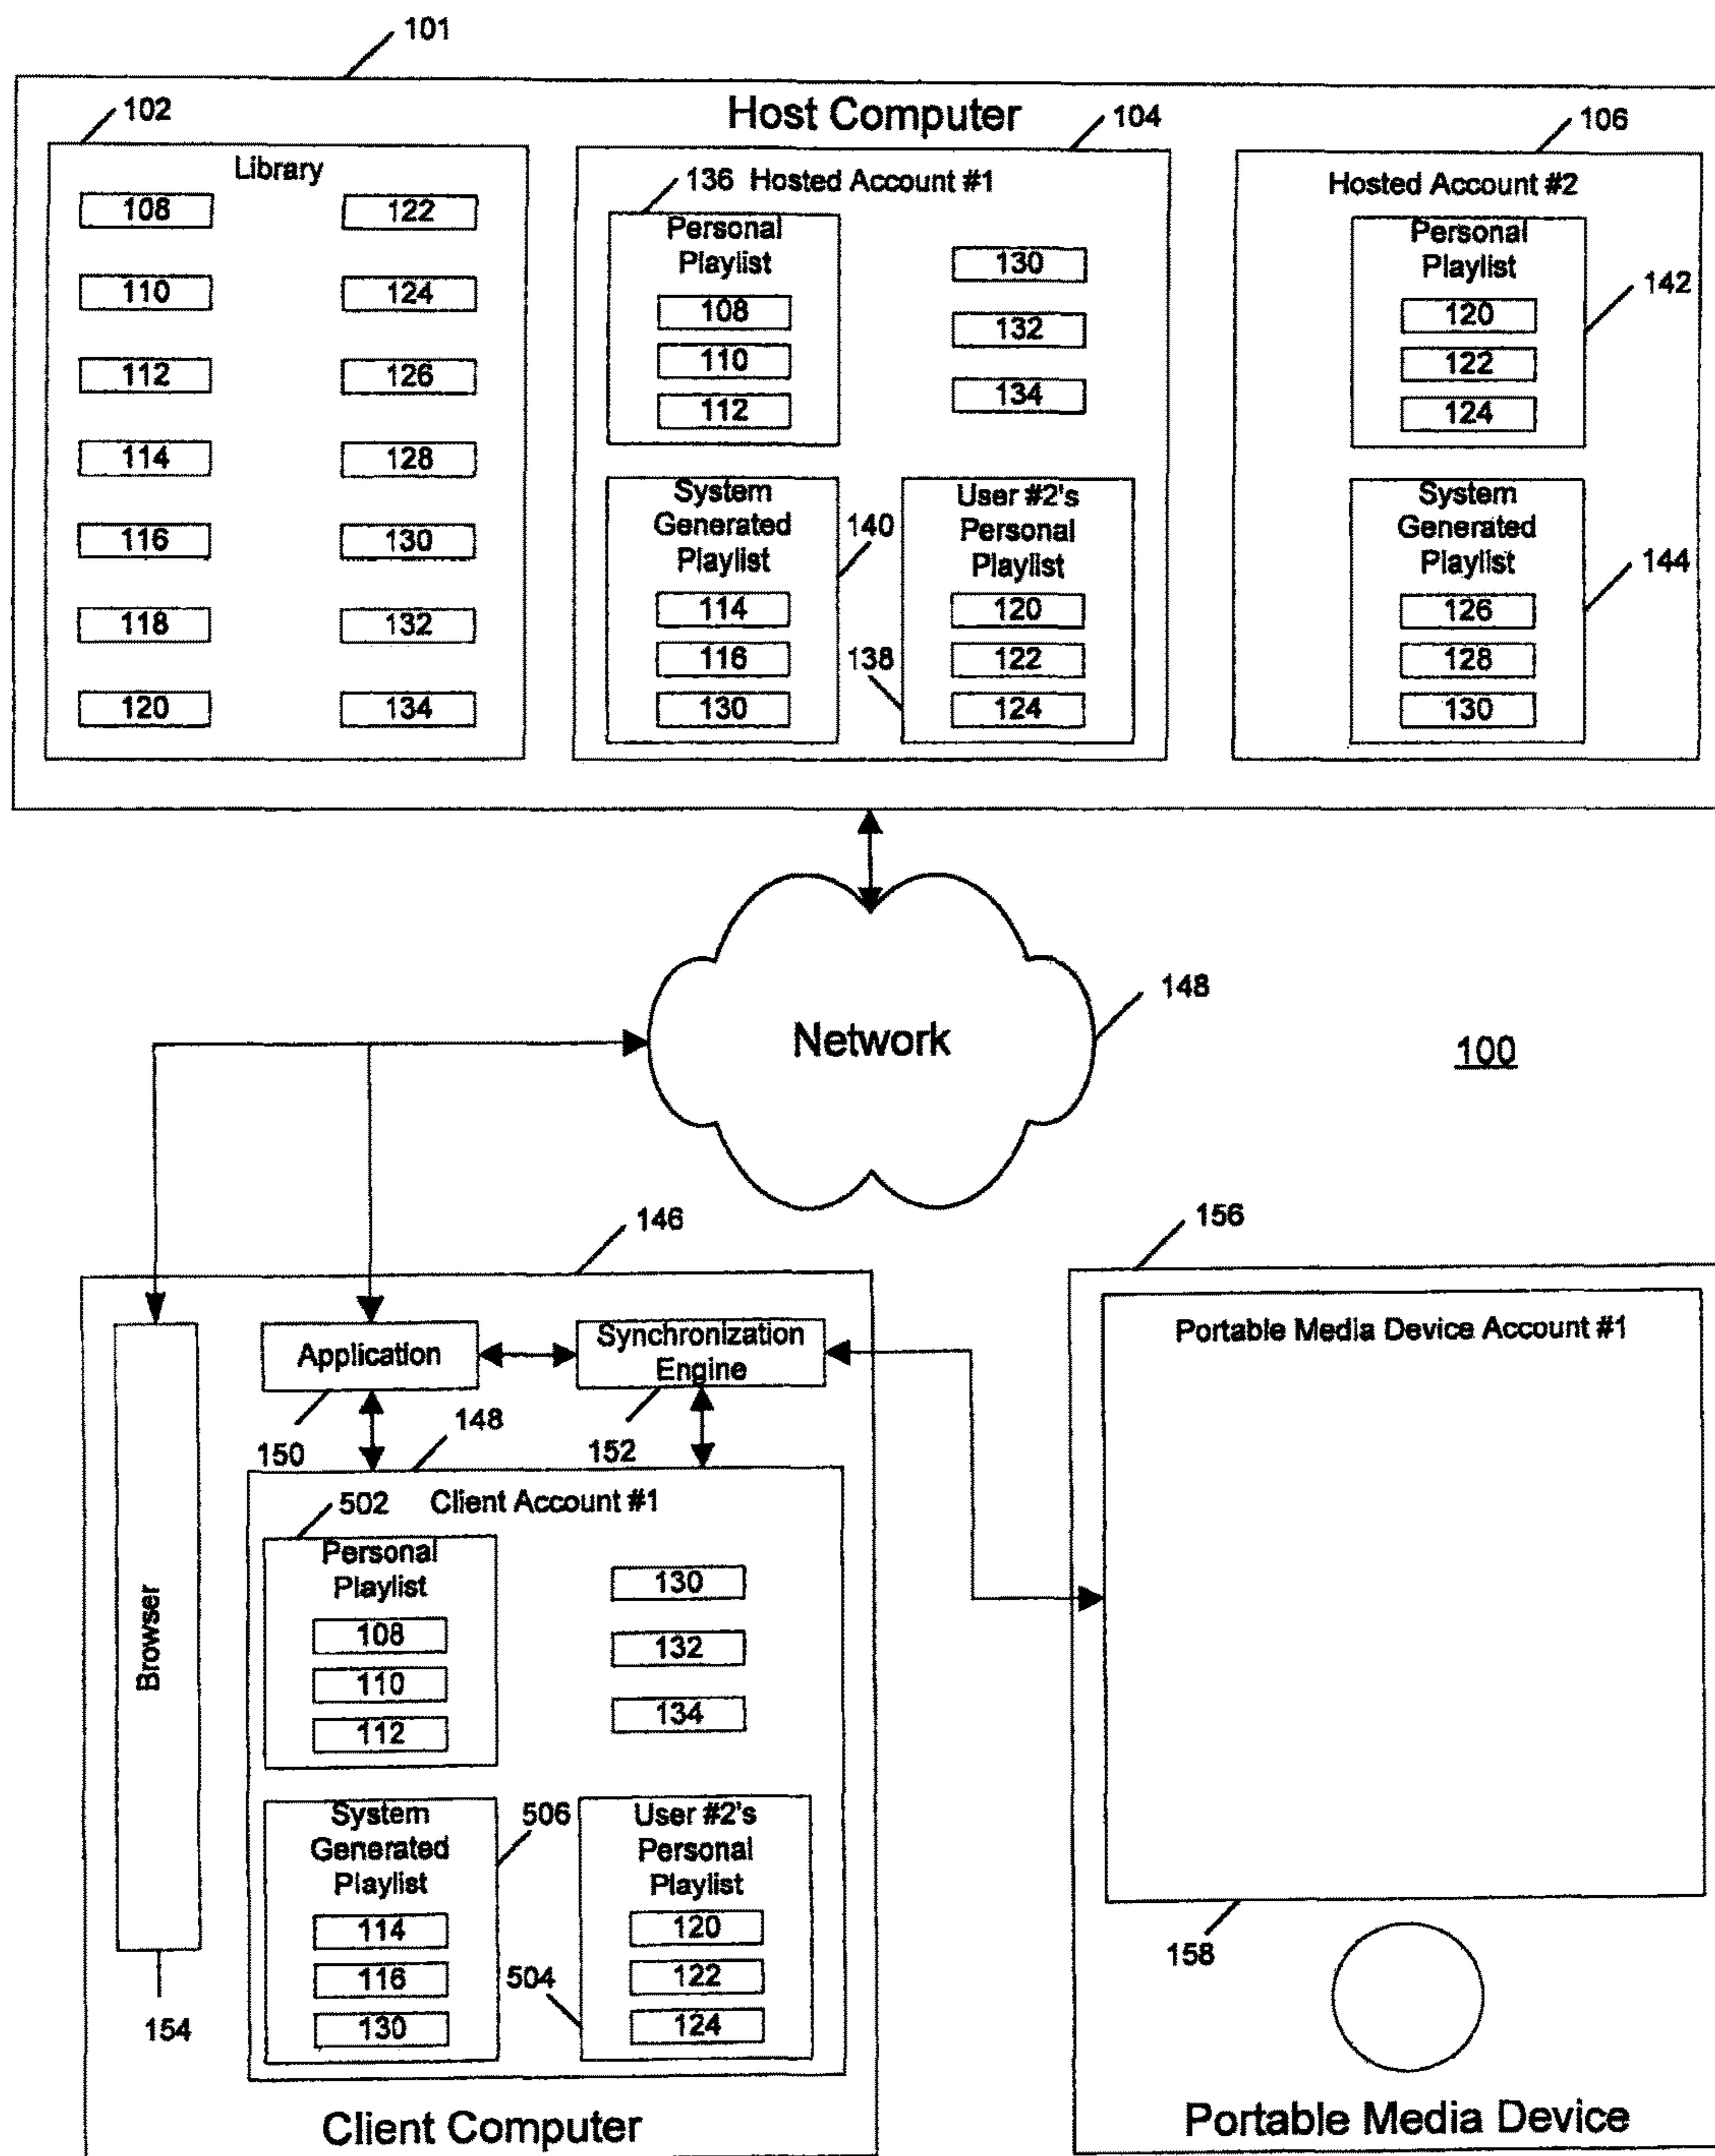 101
Host Computer
102
104
106
Library
108
122
110
124
112
126
114
128
116
130
118
132
120
134
136 Hosted Account #1
Personal
Playlist
108
110
112
130
132
134
System
Generated
Playlist
140
114
116
130
User #2's
Personal
Playlist
138
120
122
124
Hosted Account #2
Personal
Playlist
142
120
122
124
System
Generated
Playlist
144
126
128
130
Network
148
100
146
156
Application
Synchronization
Engine
150
148
152
Browser
154
502
Client Account #1
Personal
Playlist
108
110
112
130
132
134
System
Generated
Playlist
506
114
116
130
User #2's
Personal
Playlist
504
120
122
124
Client Computer
Portable Media Device Account #1
158
Portable Media Device